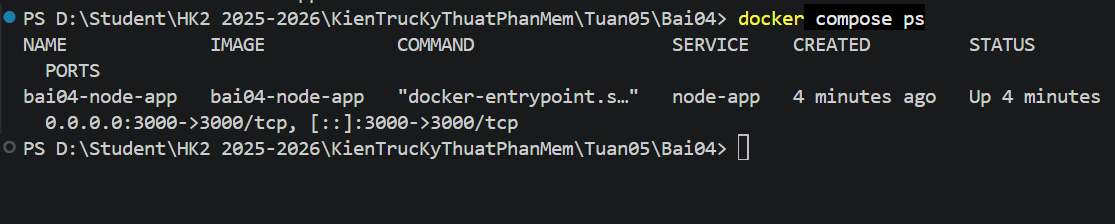 PS D:\Student\HK2 2025-2026\KienTrucKyThuatPhanMem\Tuan05\Bai04> docker compose ps
NAME             IMAGE            COMMAND                  SERVICE    CREATED         STATUS
  PORTS
bai04-node-app   bai04-node-app   "docker-entrypoint.s…"   node-app   4 minutes ago   Up 4 minutes
  0.0.0.0:3000->3000/tcp, [::]:3000->3000/tcp
PS D:\Student\HK2 2025-2026\KienTrucKyThuatPhanMem\Tuan05\Bai04>